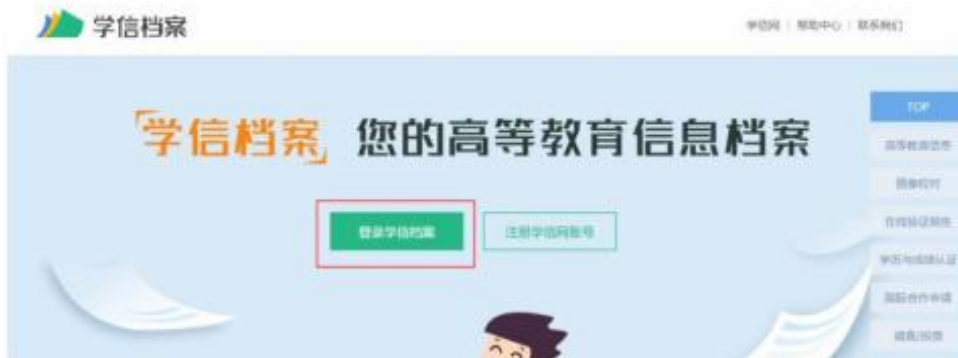 学信档案
学信网 | 帮助中心 | 联系我们
「学信档案」 您的高等教育信息档案
登录学信档案
注册学信网账号
TOP
高等教育信息
图像校对
在线验证报告
学历与成绩认证
国际合作申请
调查/投票